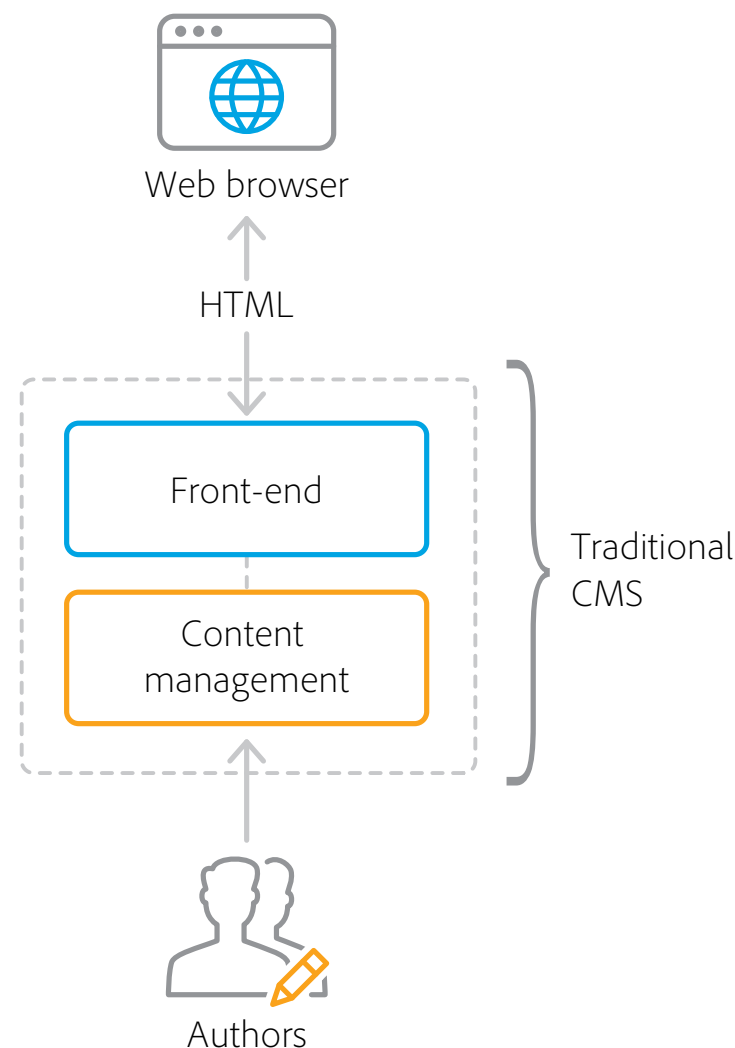 Web browser
HTML
Front-end
Content
management
Traditional
CMS
Authors